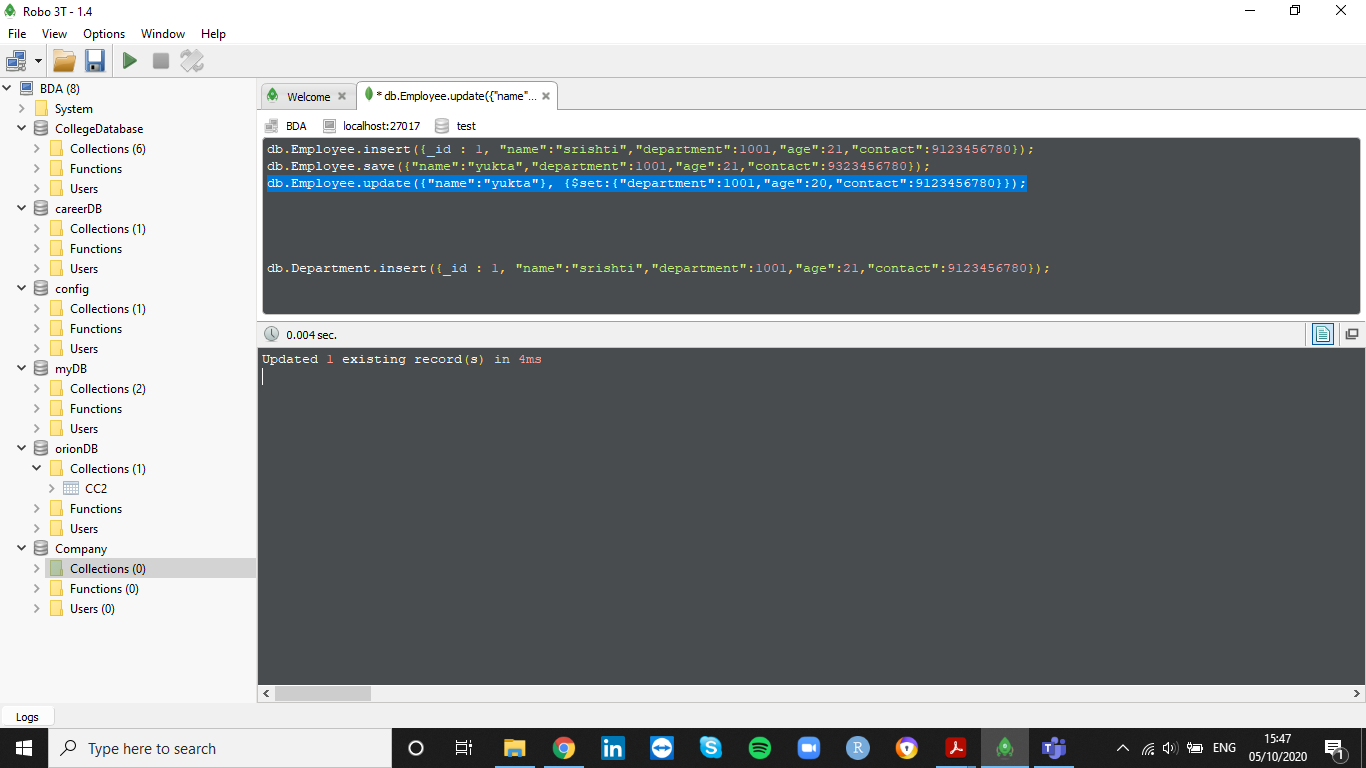 Robo 3T - 1.4
File View Options Window Help
BDA (8)
System
CollegeDatabase
Collections (6)
Functions
Users
careerDB
Collections (1)
Functions
Users
config
Collections (1)
Functions
Users
myDB
Collections (2)
Functions
Users
orionDB
Collections (1)
CC2
Functions
Users
Company
Collections (0)
Functions (0)
Users (0)
Welcome * db.Employee.update({"name"...
BDA localhost:27017 test
db.Employee.insert({_id : 1, "name":"srishti","department":1001,"age":21,"contact":9123456780});
db.Employee.save({"name":"yukta","department":1001,"age":21,"contact":9323456780});
db.Employee.update({"name":"yukta"}, {$set:{"department":1001,"age":20,"contact":9123456780}});
db.Department.insert({_id : 1, "name":"srishti","department":1001,"age":21,"contact":9123456780});
0.004 sec.
Updated 1 existing record(s) in 4ms
Logs
Type here to search
ENG
15:47
05/10/2020
1